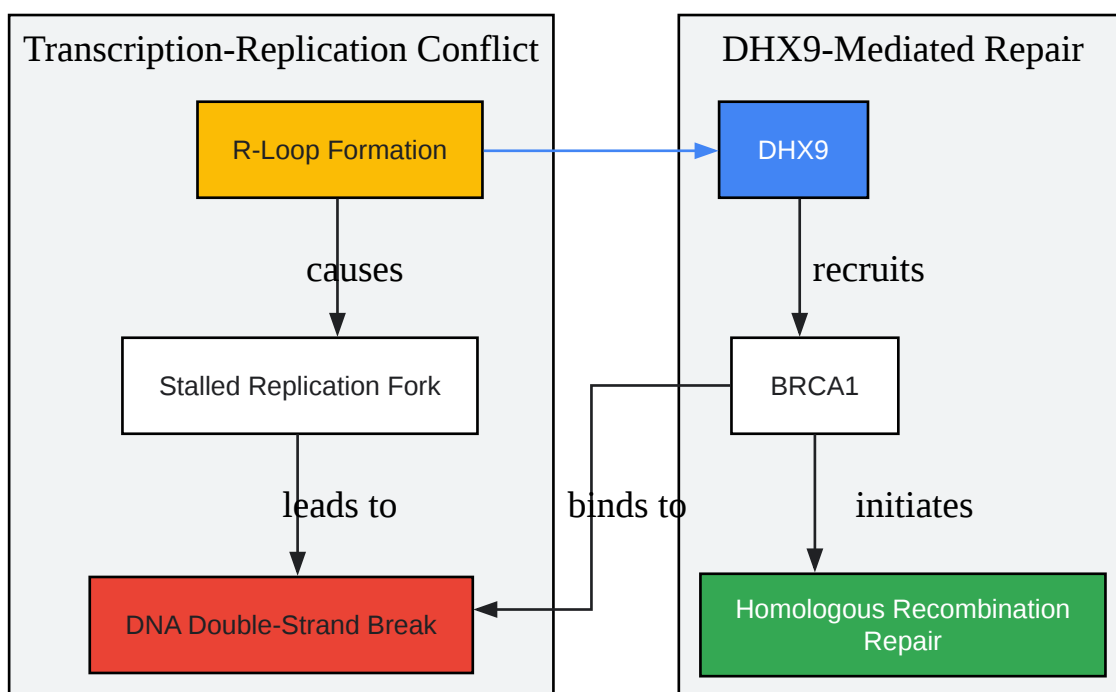 Transcription-Replication Conflict
DHX9-Mediated Repair
R-Loop Formation
DHX9
causes
recruits
Stalled Replication Fork
BRCA1
leads to
binds to
initiates
DNA Double-Strand Break
Homologous Recombination
Repair